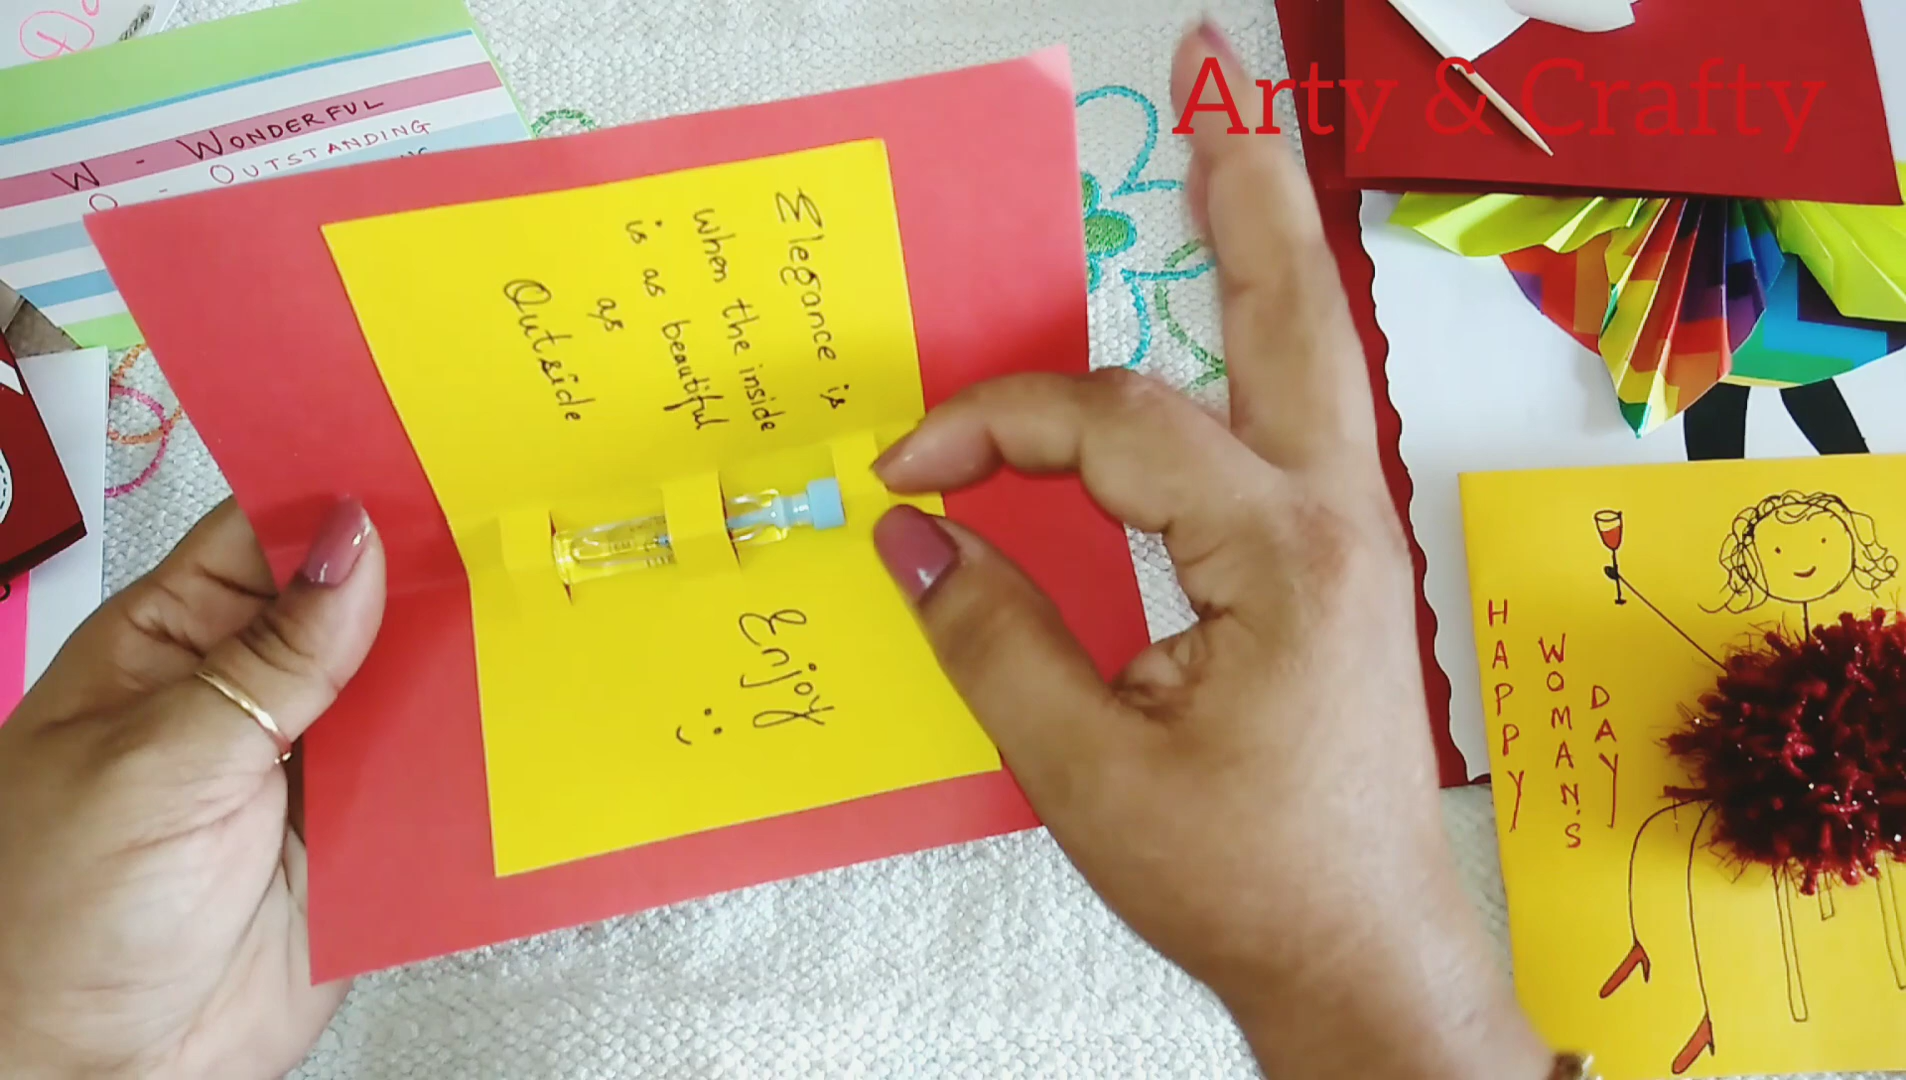 Arty & Crafty
W - WONDERFUL
O - OUTSTANDING
Elegance is
when the inside
is as beautiful
as
Outside
Enjoy
:)
HAPPY
WOMAN'S
DAY